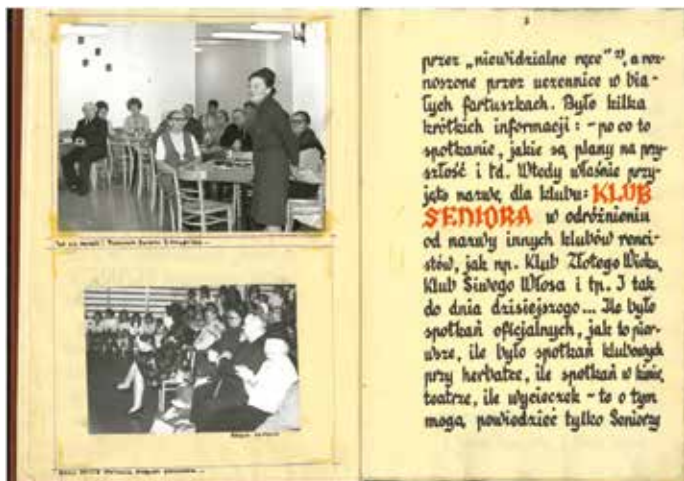 przez „niewidzialne ręce” ²⁾, a roz-
noszone przez uczennice w bia-
łych fartuszkach. Było kilka
krótkich informacji: - po co to
spotkanie, jakie są plany na przy-
szłość i td. Wtedy właśnie przy-
jęto nazwę dla klubu: KLUB
SENIORA w odróżnieniu
od nazwy innych klubów renci-
stów, jak np. Klub Złotego Wieku,
Klub Siwego Włosa i tp. I tak
do dnia dzisiejszego... Ile było
spotkań oficjalnych, jak to pier-
wsze, ile było spotkań klubowych
przy herbatce, ile spotkań w kinie,
teatrze, ile wycieczek - to o tym
mogą powiedzieć tylko Seniorzy